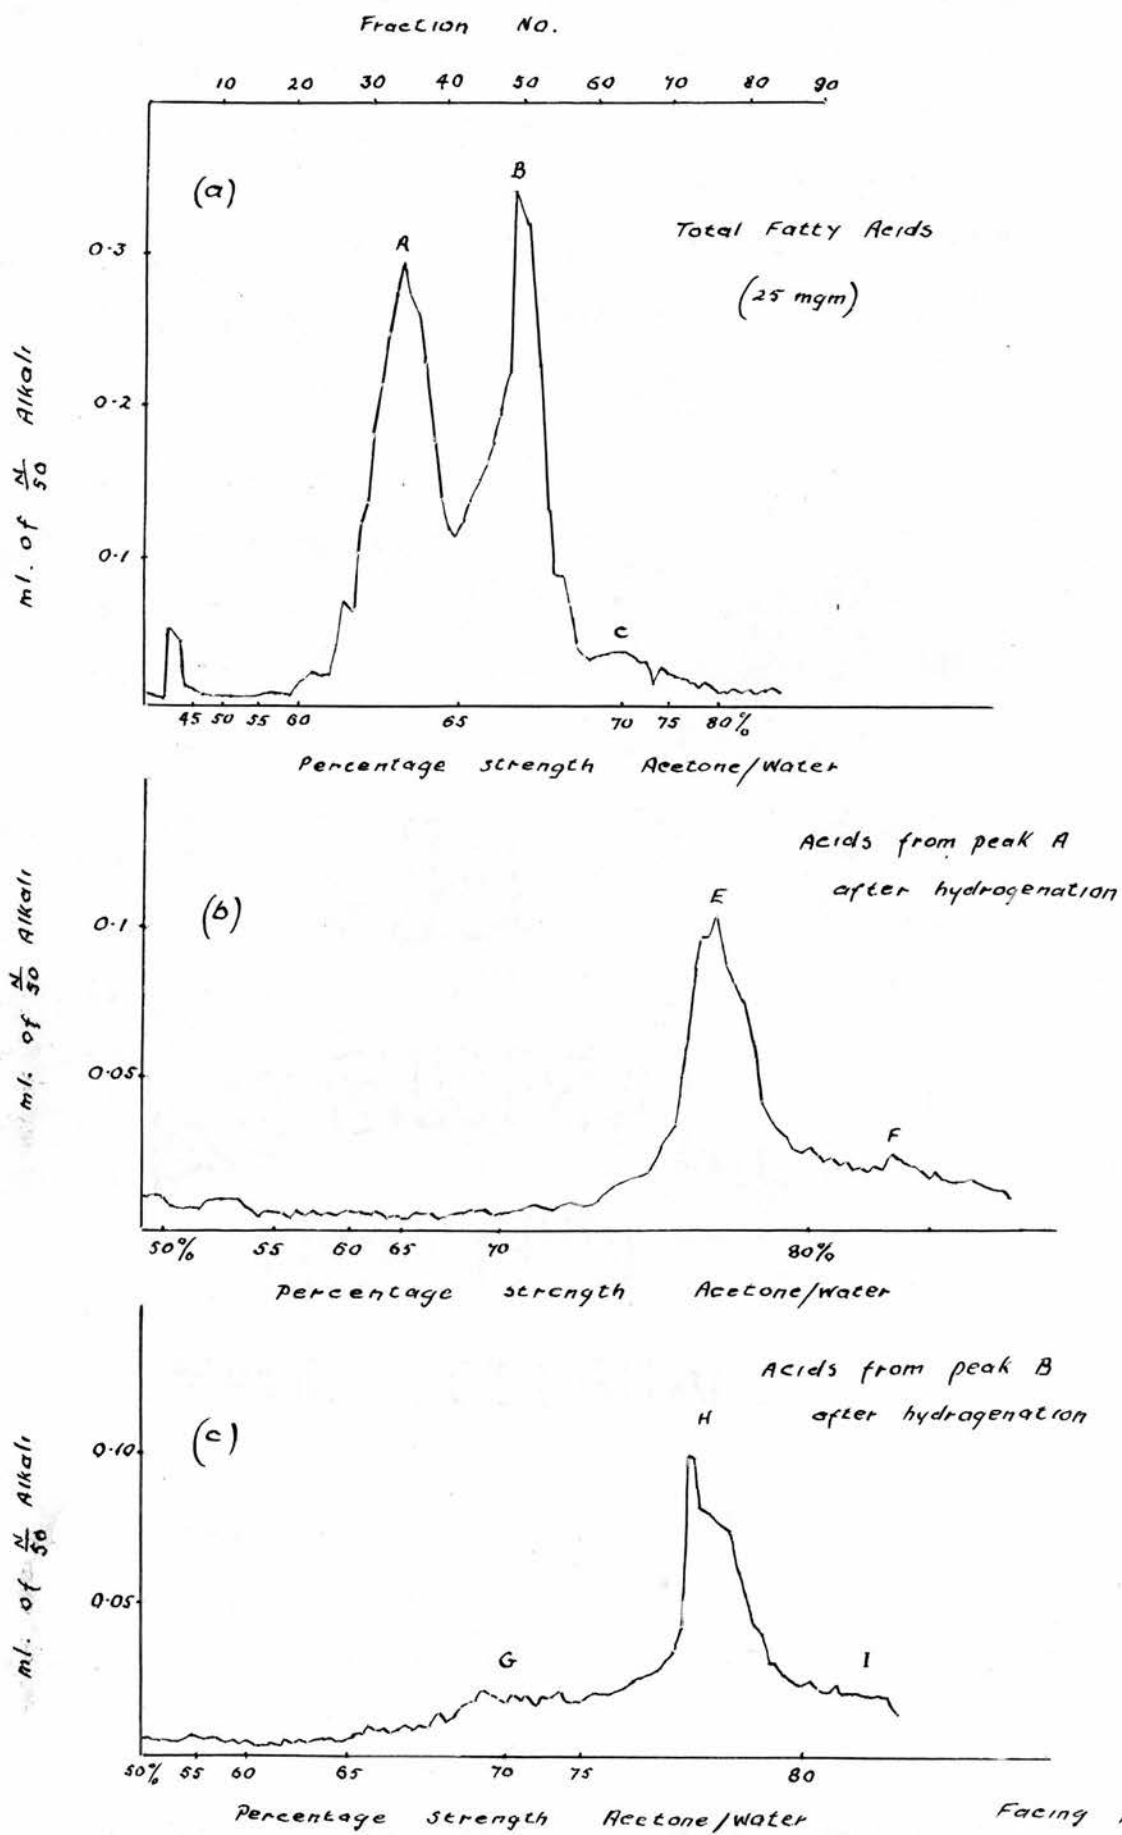 Fraction No.
10 20 30 40 50 60 70 80 90
(a)
A
B
C
Total Fatty Acids
(25 mgm)
0.3
0.2
0.1
ml. of N/50 Alkali
45 50 55 60 65 70 75 80%
Percentage strength Acetone/Water
(b)
Acids from peak A
after hydrogenation
E
F
0.1
0.05
ml. of N/50 Alkali
50% 55 60 65 70 80%
Percentage strength Acetone/Water
(c)
Acids from peak B
after hydragenation
G
H
I
0.10
0.05
ml. of N/50 Alkali
50% 55 60 65 70 75 80
Percentage strength Acetone/Water
Facing